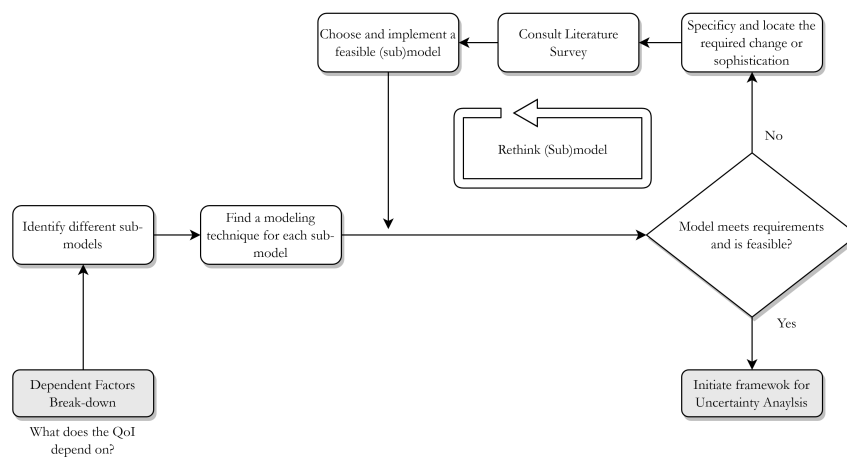 Choose and implement a
feasible (sub)model
Consult Literature
Survey
Specificy and locate the
required change or
sophistication
Rethink (Sub)model
No
Identify different sub-
models
Find a modeling
technique for each sub-
model
Model meets requirements
and is feasible?
Yes
Dependent Factors
Break-down
What does the QoI
depend on?
Initiate framewok for
Uncertainty Anaylsis